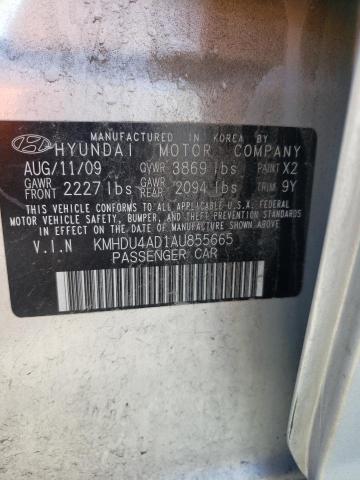 MANUFACTURED IN KOREA BY
HYUNDAI MOTOR COMPANY
AUG/11/09 GVWR 3869 lbs PAINT X2
GAWR FRONT 2227 lbs GAWR REAR 2094 lbs TRIM 9Y
THIS VEHICLE CONFORMS TO ALL APPLICABLE U.S.A. FEDERAL
MOTOR VEHICLE SAFETY, BUMPER, AND THEFT PREVENTION
STANDARDS IN EFFECT ON THE DATE OF MANUFACTURE SHOWN ABOVE.
V.I.N KMHDU4AD1AU855665
PASSENGER CAR